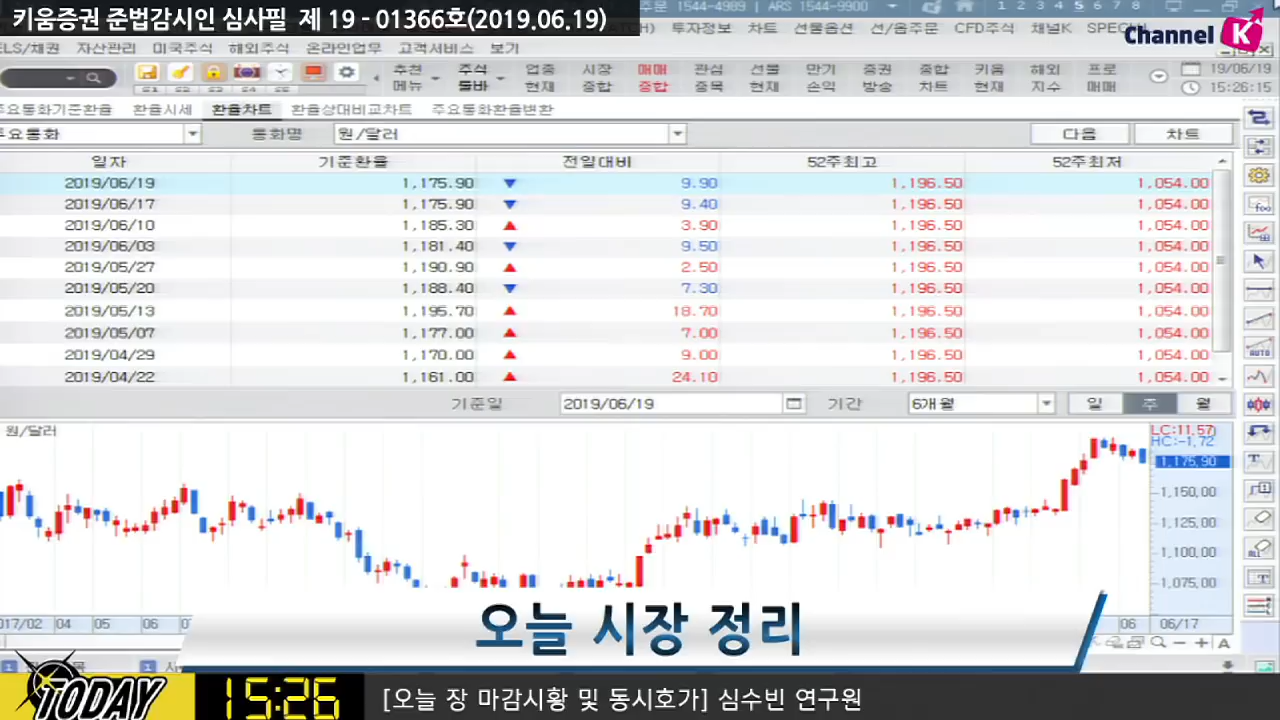 키움증권 준법감시인 심사필 제 19 - 01366호(2019.06.19)
주문 1544-4989 | ARS 1544-9900
1 2 3 4 5 6 7 8
Channel K
투자정보 차트 선물옵션 선/옵주문 CFD주식 채널K
ELS/채권 자산관리 미국주식 해외주식 온라인업무 고객서비스 보기
추천 주식 업종 시장 매매 관심 선물 만기 증권 종합 키움 해외 프로 19/06/19
메뉴 툴바 현재 종합 종합 종목 현재 손익 방송 차트 현재 지수 매매 15:26:15
주요통화기준환율 환율시세 환율차트 환율상대비교차트 주요통화환율변환
주요통화 통화명 원/달러 다음 차트
일자 기준환율 전일대비 52주최고 52주최저
2019/06/19 1,175.90 ▼ 9.90 1,196.50 1,054.00
2019/06/17 1,175.90 ▼ 9.40 1,196.50 1,054.00
2019/06/10 1,185.30 ▲ 3.90 1,196.50 1,054.00
2019/06/03 1,181.40 ▼ 9.50 1,196.50 1,054.00
2019/05/27 1,190.90 ▲ 2.50 1,196.50 1,054.00
2019/05/20 1,188.40 ▼ 7.30 1,196.50 1,054.00
2019/05/13 1,195.70 ▲ 18.70 1,196.50 1,054.00
2019/05/07 1,177.00 ▲ 7.00 1,196.50 1,054.00
2019/04/29 1,170.00 ▲ 9.00 1,196.50 1,054.00
2019/04/22 1,161.00 ▲ 24.10 1,196.50 1,054.00
기준일 2019/06/19 기간 6개월 일 주 월
원/달러
LC:11.57
HC:-1.72
1,175.90
1,150.00
1,125.00
1,100.00
1,075.00
2017/02 04 05 06 06 06/17
오늘 시장 정리
TODAY
15:26
[오늘 장 마감시황 및 동시호가] 심수빈 연구원